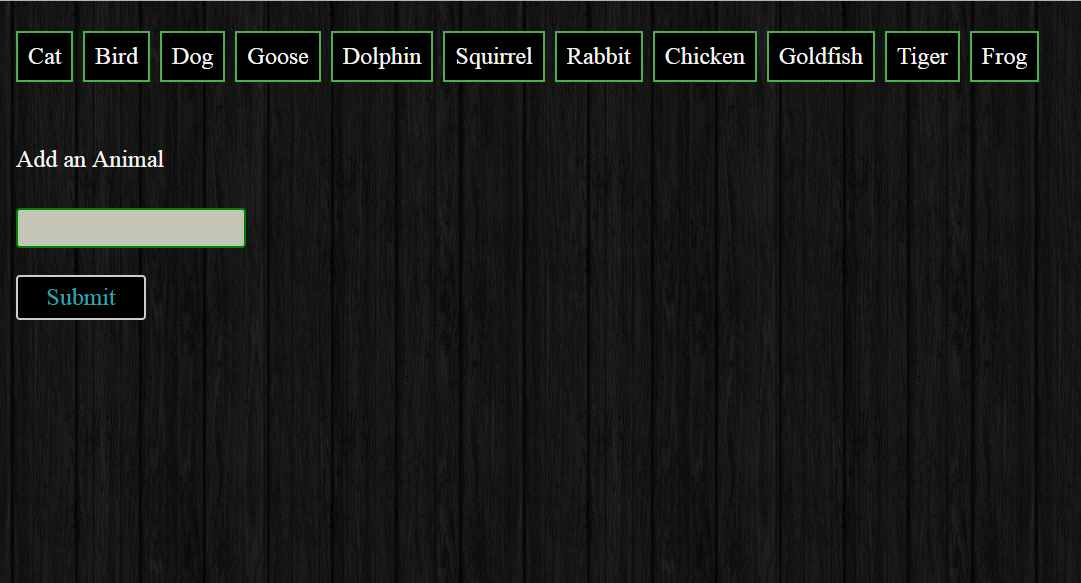 Cat Bird Dog Goose Dolphin Squirrel Rabbit Chicken Goldfish Tiger Frog
Add an Animal
Submit